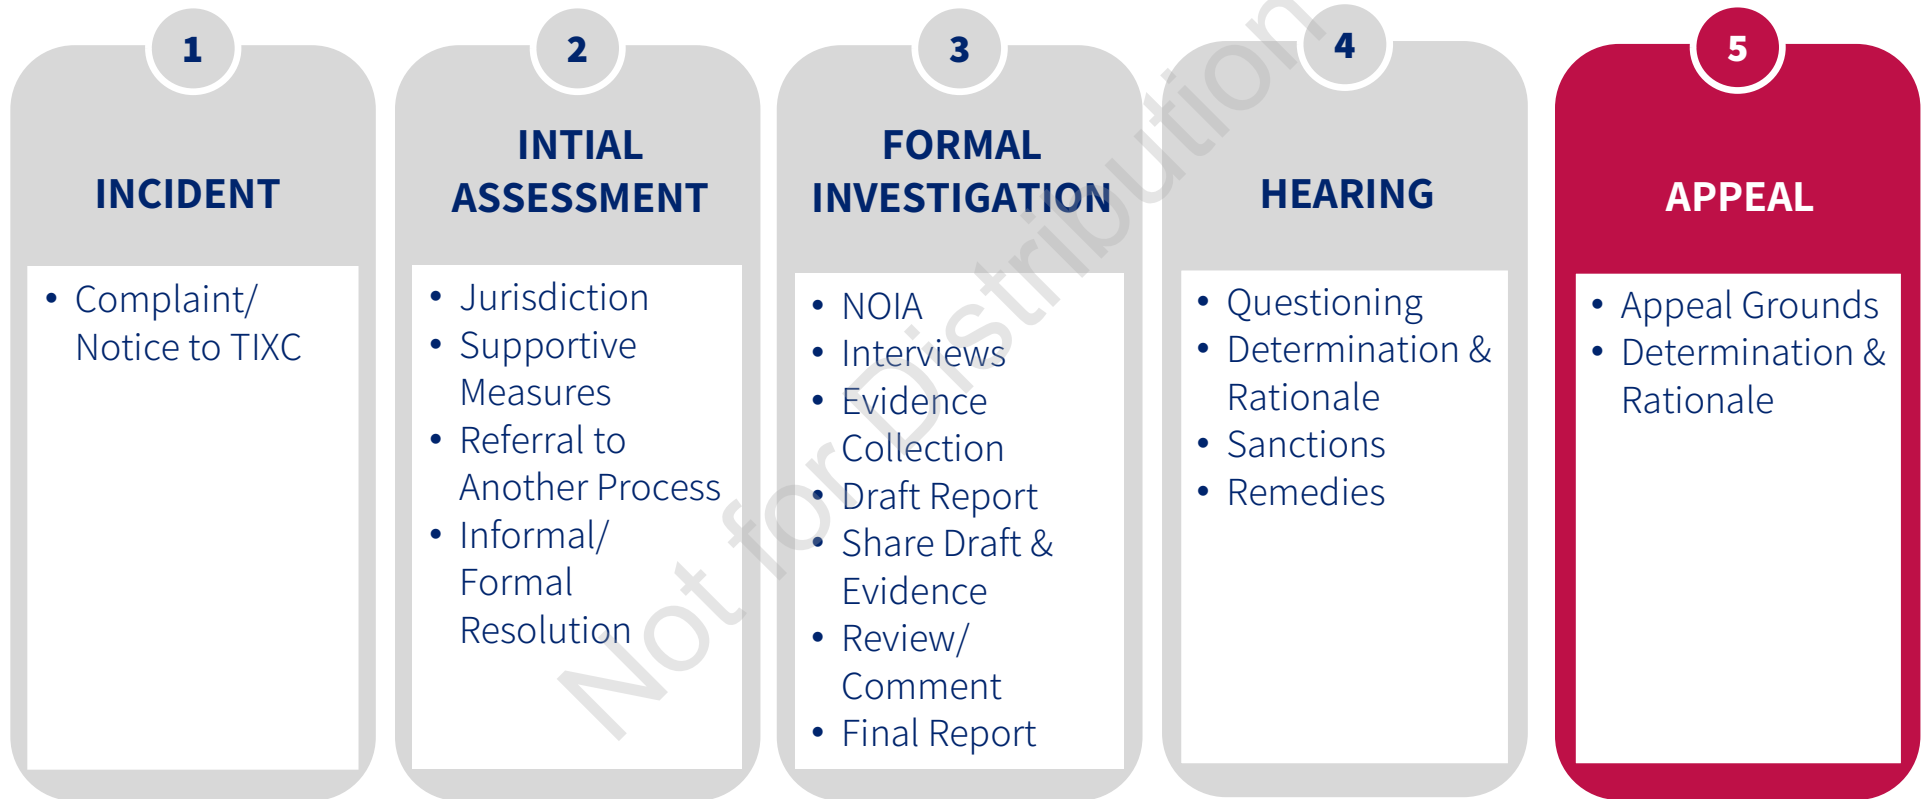 1
INCIDENT
• Complaint/
Notice to TIXC
2
INTIAL
ASSESSMENT
• Jurisdiction
• Supportive
Measures
• Referral to
Another Process
• Informal/
Formal
Resolution
3
FORMAL
INVESTIGATION
• NOIA
• Interviews
• Evidence
Collection
• Draft Report
• Share Draft &
Evidence
• Review/
Comment
• Final Report
4
HEARING
• Questioning
• Determination &
Rationale
• Sanctions
• Remedies
5
APPEAL
• Appeal Grounds
• Determination &
Rationale
Not for Distribution